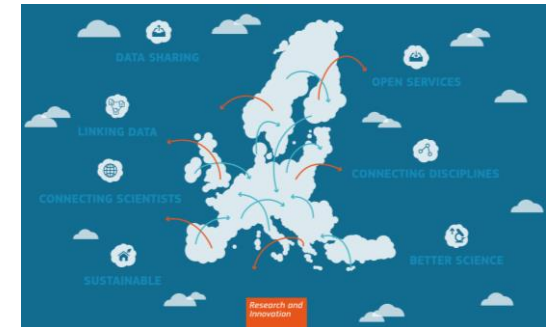 DATA SHARING
OPEN SERVICES
LINKING DATA
CONNECTING DISCIPLINES
CONNECTING SCIENTISTS
BETTER SCIENCE
SUSTAINABLE
Research and
Innovation